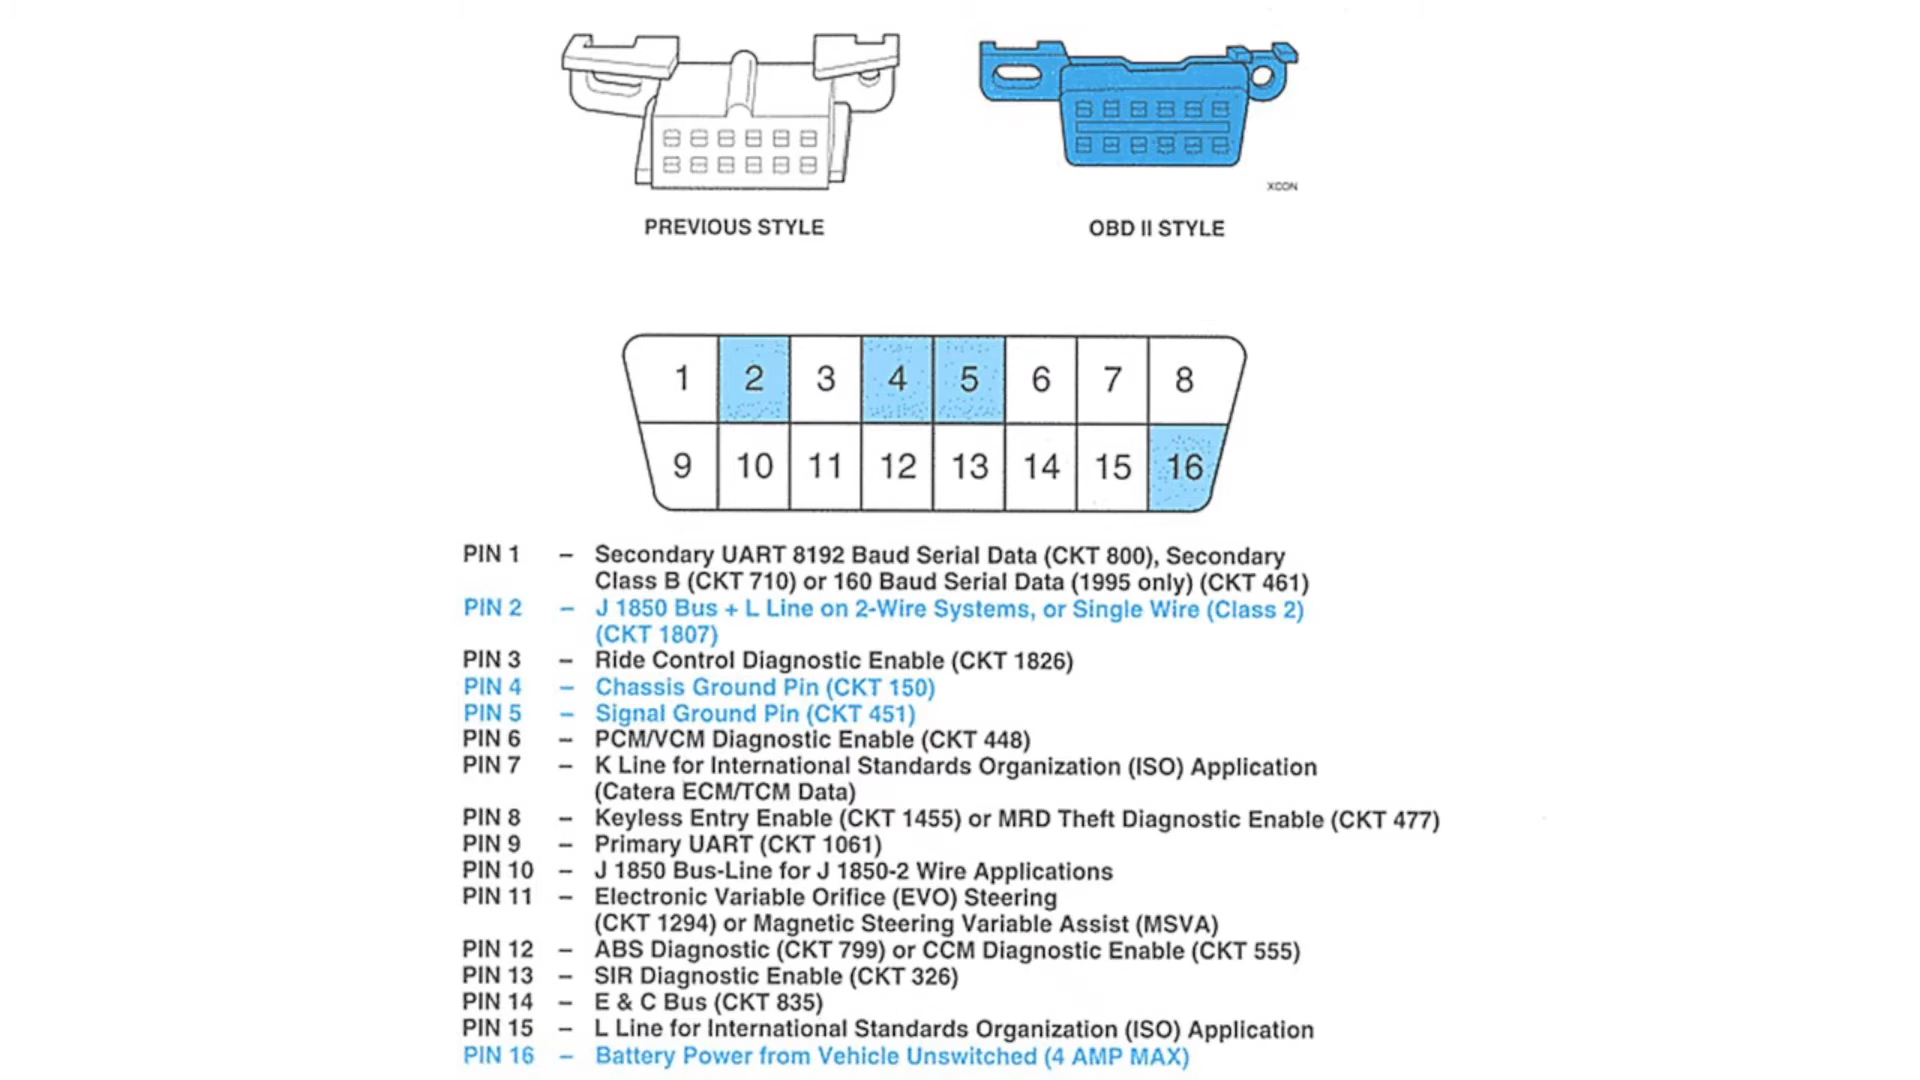 XCON
PREVIOUS STYLE
OBD II STYLE
1 2 3 4 5 6 7 8
9 10 11 12 13 14 15 16
PIN 1 – Secondary UART 8192 Baud Serial Data (CKT 800), Secondary
Class B (CKT 710) or 160 Baud Serial Data (1995 only) (CKT 461)
PIN 2 – J 1850 Bus + L Line on 2-Wire Systems, or Single Wire (Class 2)
(CKT 1807)
PIN 3 – Ride Control Diagnostic Enable (CKT 1826)
PIN 4 – Chassis Ground Pin (CKT 150)
PIN 5 – Signal Ground Pin (CKT 451)
PIN 6 – PCM/VCM Diagnostic Enable (CKT 448)
PIN 7 – K Line for International Standards Organization (ISO) Application
(Catera ECM/TCM Data)
PIN 8 – Keyless Entry Enable (CKT 1455) or MRD Theft Diagnostic Enable (CKT 477)
PIN 9 – Primary UART (CKT 1061)
PIN 10 – J 1850 Bus-Line for J 1850-2 Wire Applications
PIN 11 – Electronic Variable Orifice (EVO) Steering
(CKT 1294) or Magnetic Steering Variable Assist (MSVA)
PIN 12 – ABS Diagnostic (CKT 799) or CCM Diagnostic Enable (CKT 555)
PIN 13 – SIR Diagnostic Enable (CKT 326)
PIN 14 – E & C Bus (CKT 835)
PIN 15 – L Line for International Standards Organization (ISO) Application
PIN 16 – Battery Power from Vehicle Unswitched (4 AMP MAX)